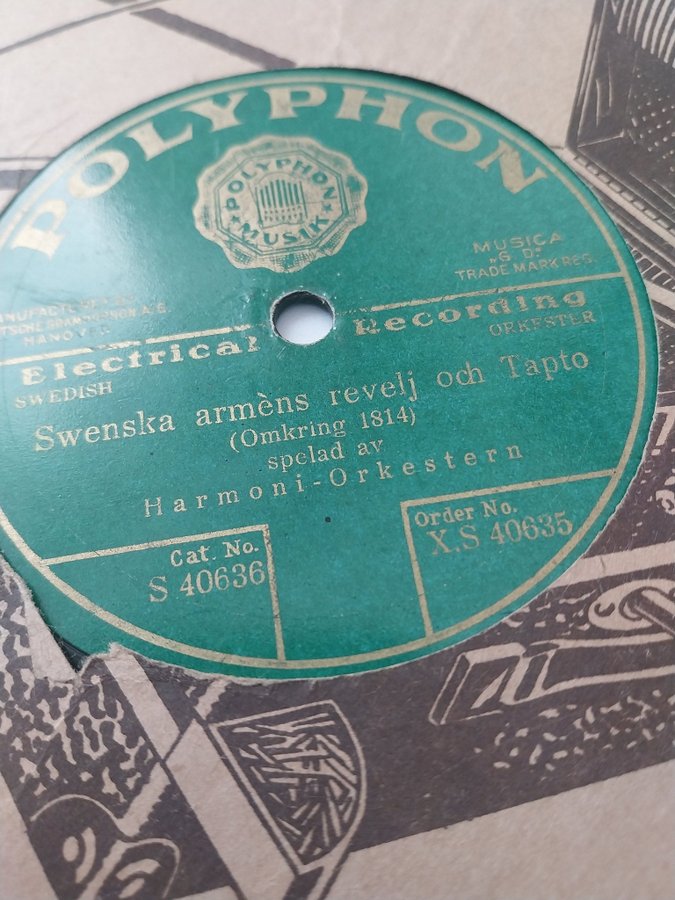 POLYPHON
POLYPHON
MUSIK
MUSICA
„G D.“
TRADE MARK REG.
HANOVER
Electrical Recording
SWEDISH
ORKESTER
Swenska armèns revelj och Tapto
(Omkring 1814)
spelad av
Harmoni-Orkestern
Cat. No.
S 40636
Order No.
X.S 40635